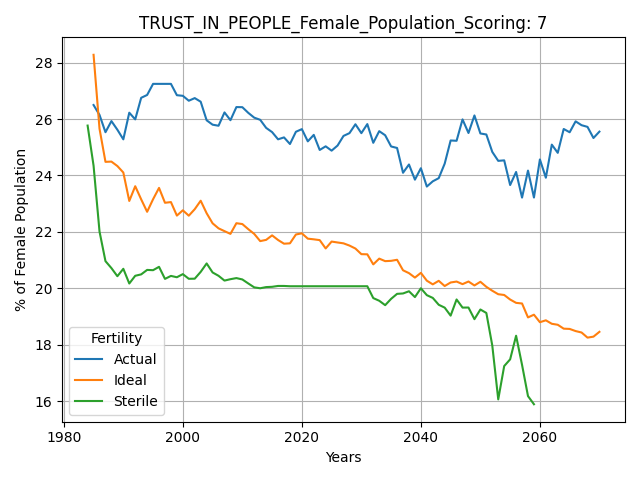 TRUST_IN_PEOPLE_Female_Population_Scoring: 7
28
26
24
22
20
18
16
% of Female Population
Fertility
Actual
Ideal
Sterile
1980
2000
2020
2040
2060
Years